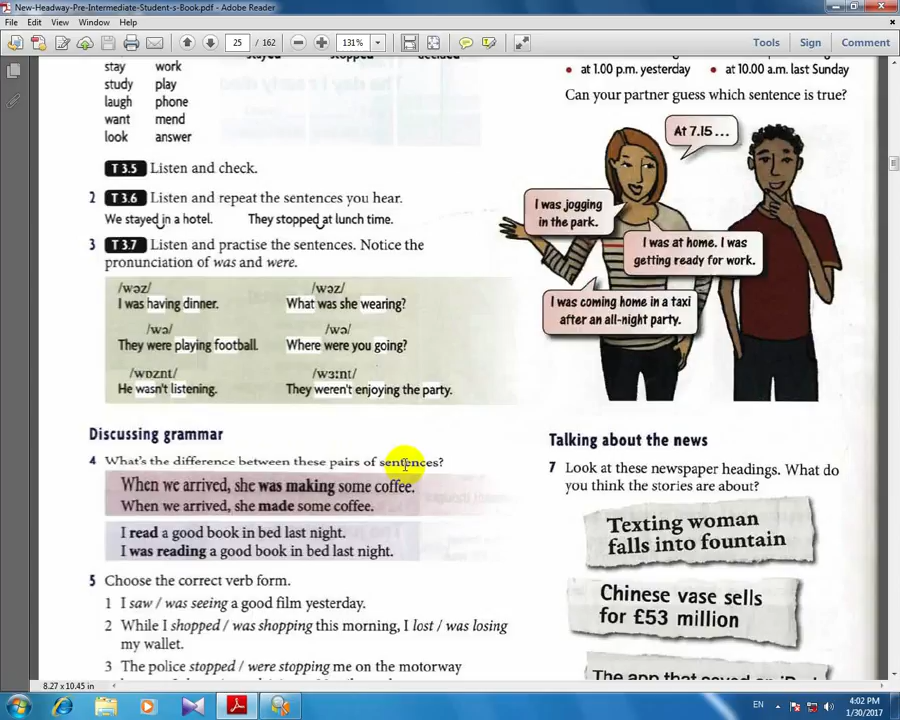 New-Headway-Pre-Intermediate-Student-s-Book.pdf - Adobe Reader
File Edit View Window Help
25 / 162 131% Tools Sign Comment
stay work
study play
laugh phone
want mend
look answer
T 3.5 Listen and check.
2 T 3.6 Listen and repeat the sentences you hear.
We stayed in a hotel. They stopped at lunch time.
3 T 3.7 Listen and practise the sentences. Notice the
pronunciation of was and were.
/wəz/ /wəz/
I was having dinner. What was she wearing?
/wə/ /wə/
They were playing football. Where were you going?
/wɒznt/ /wɜːnt/
He wasn't listening. They weren't enjoying the party.
Discussing grammar
4 What's the difference between these pairs of sentences?
When we arrived, she was making some coffee.
When we arrived, she made some coffee.
I read a good book in bed last night.
I was reading a good book in bed last night.
5 Choose the correct verb form.
1 I saw / was seeing a good film yesterday.
2 While I shopped / was shopping this morning, I lost / was losing
my wallet.
3 The police stopped / were stopping me on the motorway
• at 1.00 p.m. yesterday • at 10.00 a.m. last Sunday
Can your partner guess which sentence is true?
At 7.15 ...
I was jogging
in the park.
I was at home. I was
getting ready for work.
I was coming home in a taxi
after an all-night party.
Talking about the news
7 Look at these newspaper headings. What do
you think the stories are about?
Texting woman
falls into fountain
Chinese vase sells
for £53 million
The app that saved
8.27 x 10.45 in
EN
4:02 PM
1/30/2017